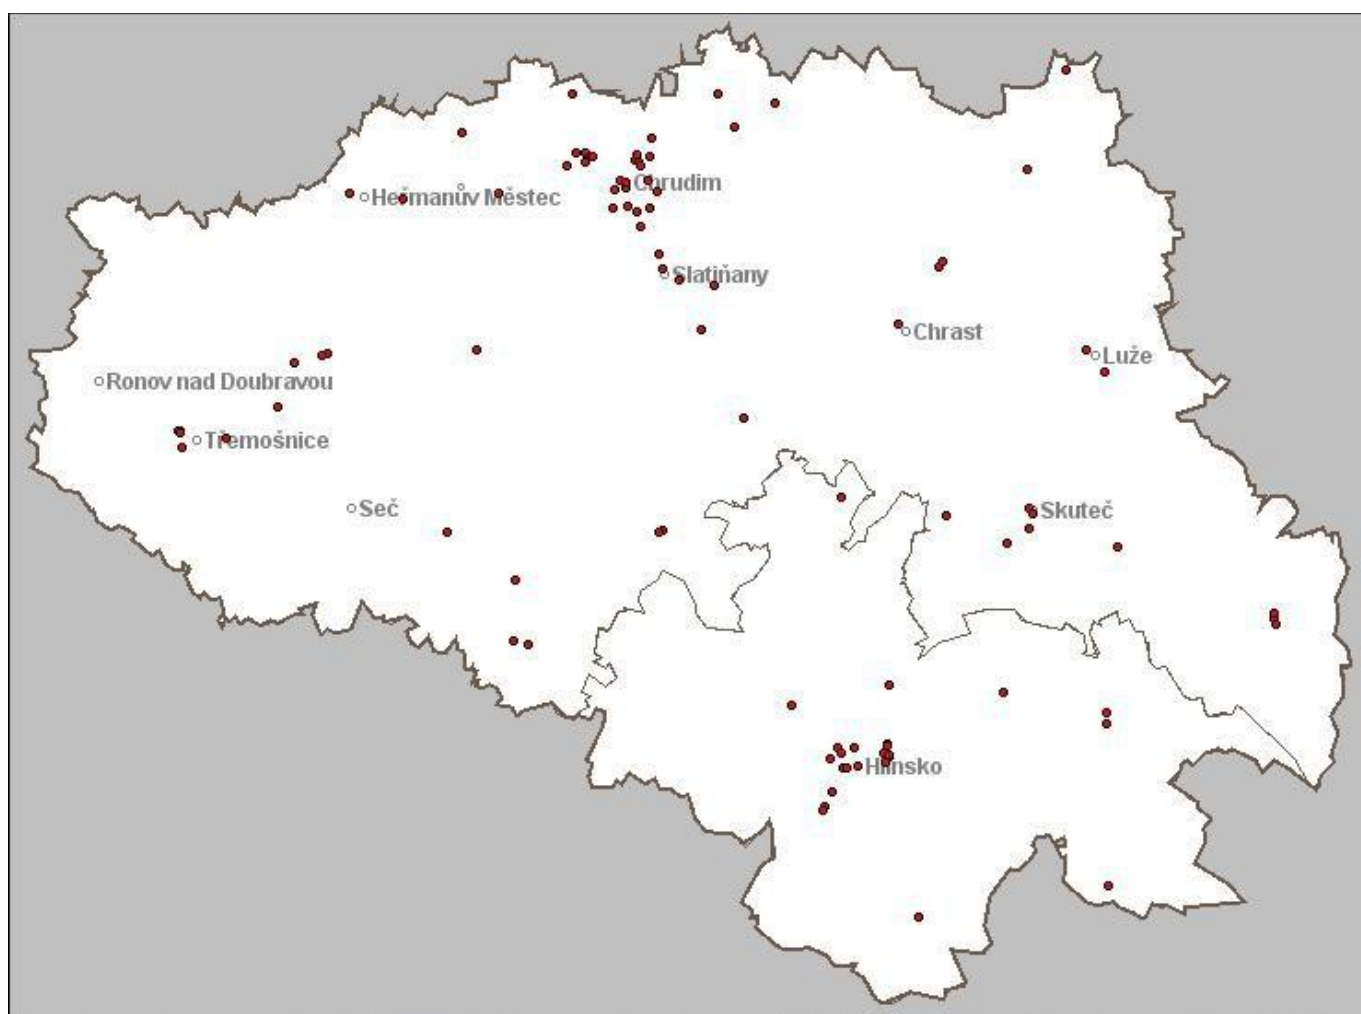 Chrudim
Heřmanův Městec
Slatiňany
Chrast
Luže
Ronov nad Doubravou
Třemošnice
Seč
Skuteč
Hlinsko